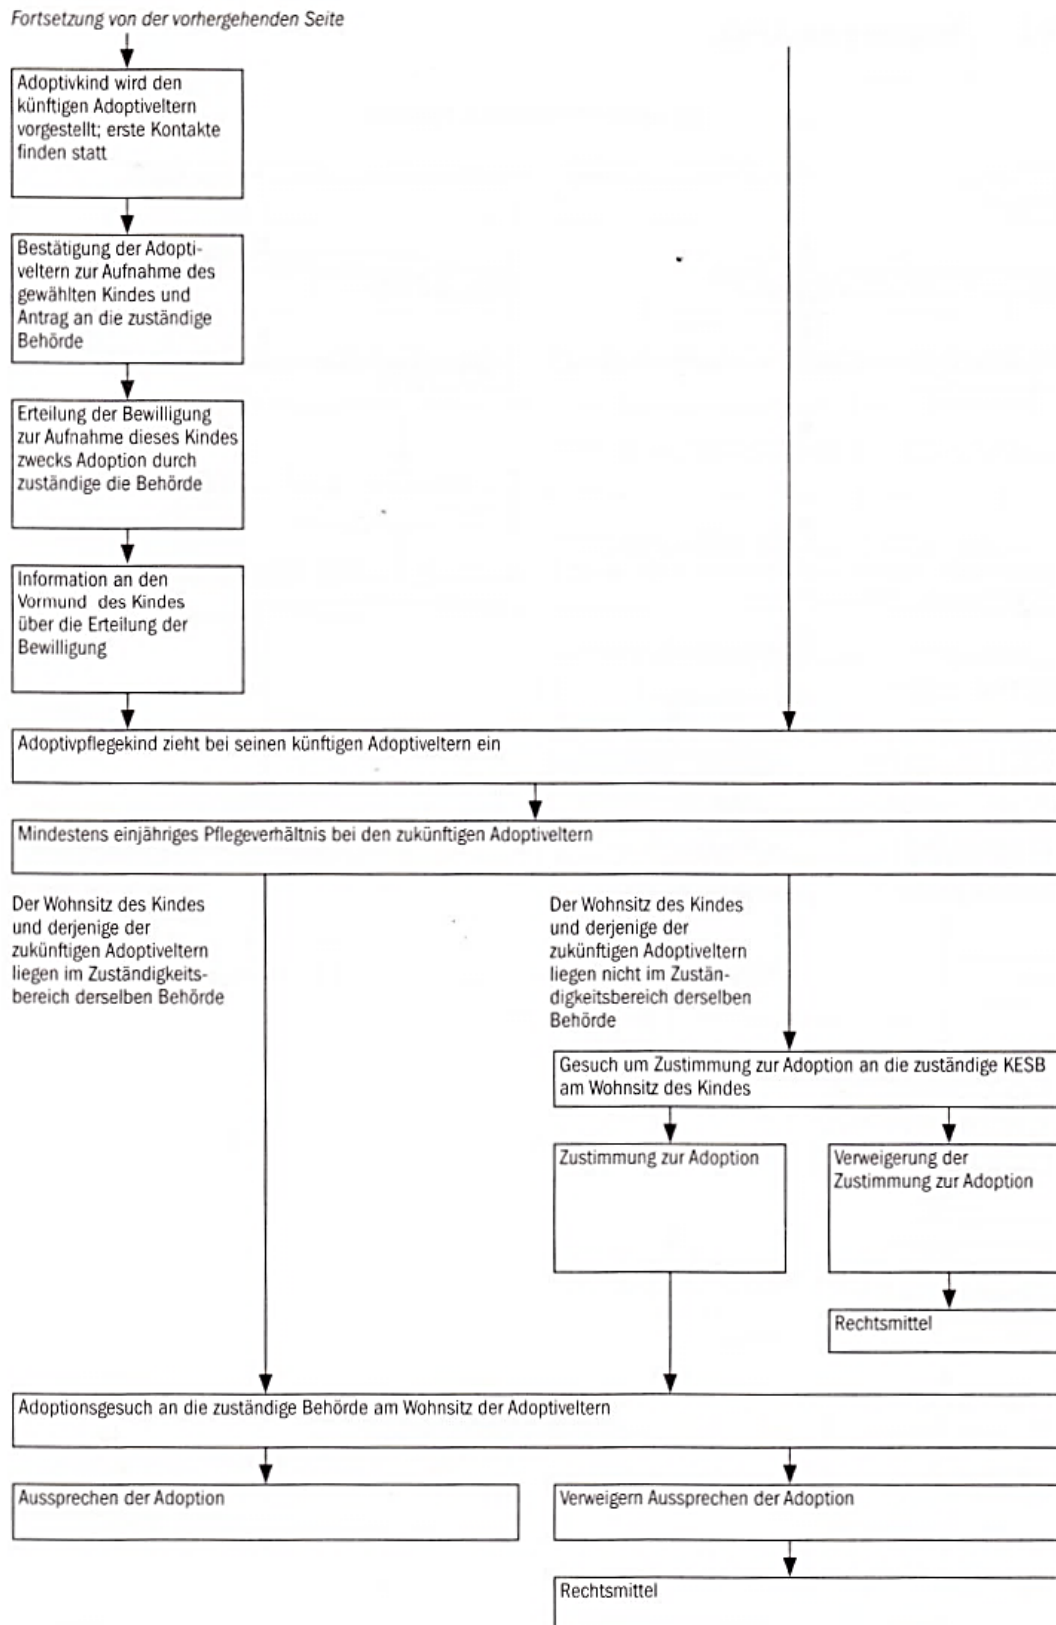 Fortsetzung von der vorhergehenden Seite
Adoptivkind wird den
künftigen Adoptiveltern
vorgestellt; erste Kontakte
finden statt
Bestätigung der Adopti-
veltern zur Aufnahme des
gewählten Kindes und
Antrag an die zuständige
Behörde
Erteilung der Bewilligung
zur Aufnahme dieses Kindes
zwecks Adoption durch
zuständige die Behörde
Information an den
Vormund des Kindes
über die Erteilung der
Bewilligung
Adoptivpflegekind zieht bei seinen künftigen Adoptiveltern ein
Mindestens einjähriges Pflegeverhältnis bei den zukünftigen Adoptiveltern
Der Wohnsitz des Kindes
und derjenige der
zukünftigen Adoptiveltern
liegen im Zuständigkeits-
bereich derselben Behörde
Der Wohnsitz des Kindes
und derjenige der
zukünftigen Adoptiveltern
liegen nicht im Zustän-
digkeitsbereich derselben
Behörde
Gesuch um Zustimmung zur Adoption an die zuständige KESB
am Wohnsitz des Kindes
Zustimmung zur Adoption
Verweigerung der
Zustimmung zur Adoption
Rechtsmittel
Adoptionsgesuch an die zuständige Behörde am Wohnsitz der Adoptiveltern
Aussprechen der Adoption
Verweigern Aussprechen der Adoption
Rechtsmittel